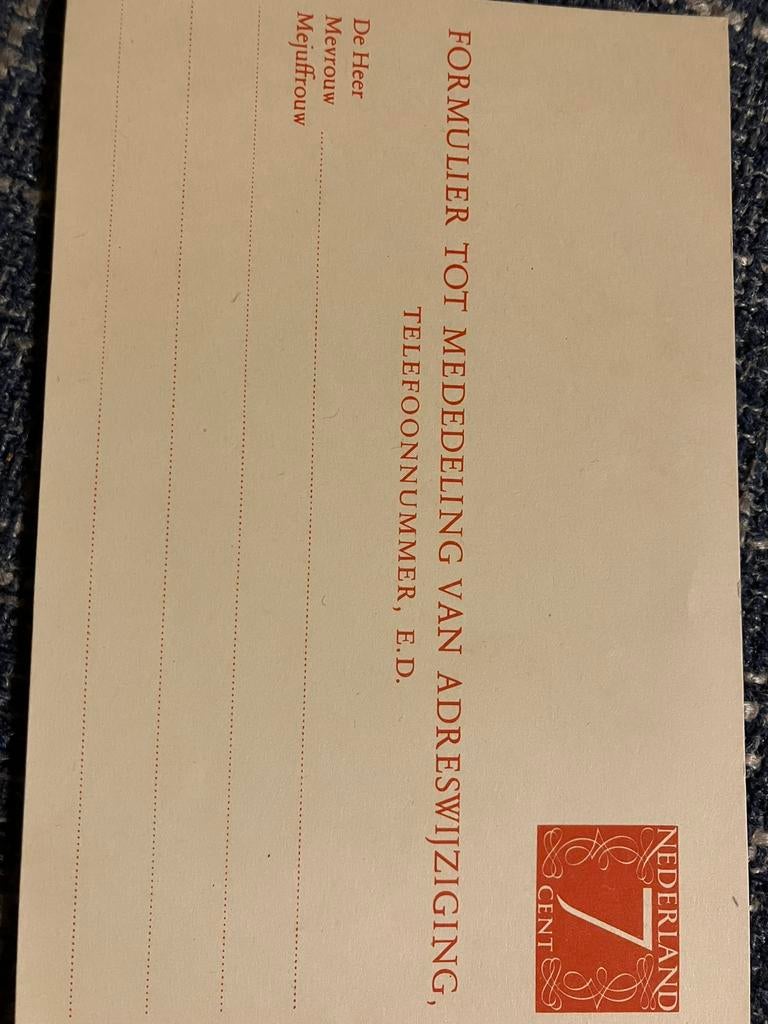 NEDERLAND
7
CENT
FORMULIER TOT MEDEDELING VAN ADRESWIJZIGING,
TELEFOONNUMMER, E.D.
De Heer
Mevrouw
Mejuffrouw